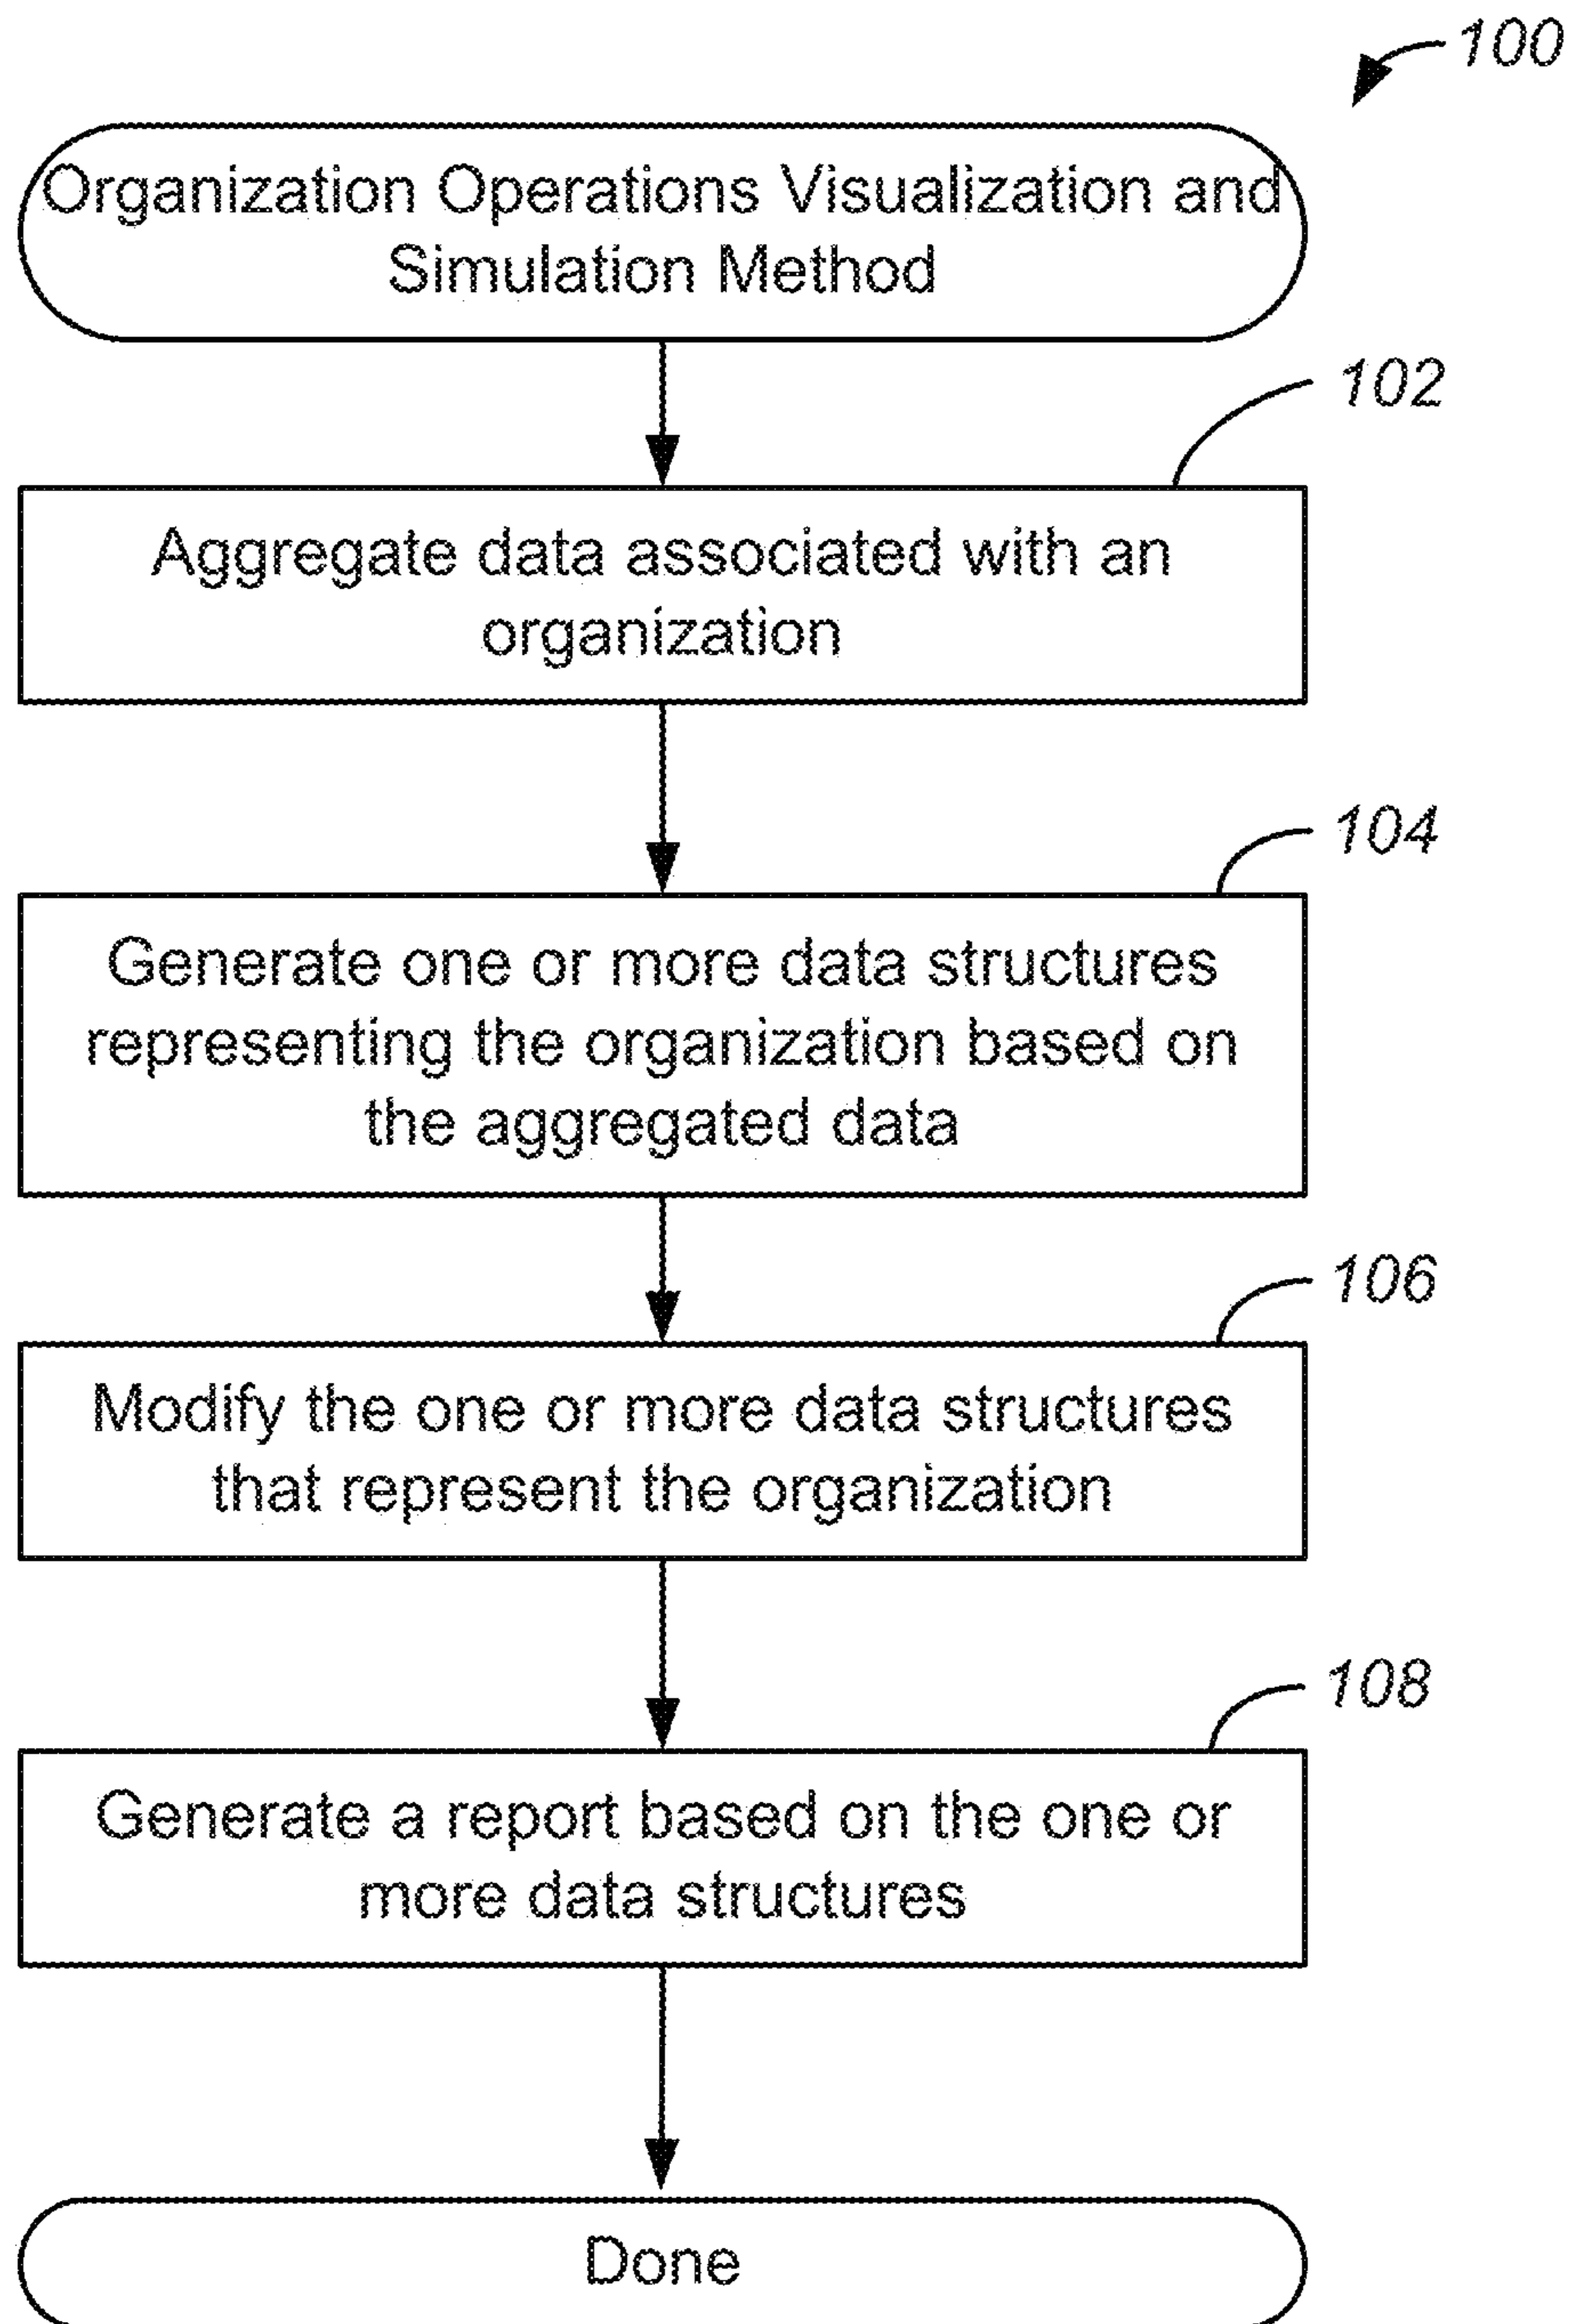 100
Organization Operations Visualization and
Simulation Method
102
Aggregate data associated with an
organization
104
Generate one or more data structures
representing the organization based on
the aggregated data
106
Modify the one or more data structures
that represent the organization
108
Generate a report based on the one or
more data structures
Done